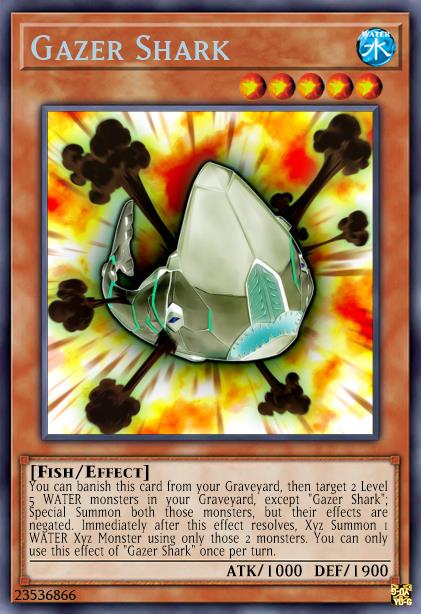 GAZER SHARK
WATER
水
[FISH/EFFECT]
You can banish this card from your Graveyard, then target 2 Level
5 WATER monsters in your Graveyard, except "Gazer Shark";
Special Summon both those monsters, but their effects are
negated. Immediately after this effect resolves, Xyz Summon 1
WATER Xyz Monster using only those 2 monsters. You can only
use this effect of "Gazer Shark" once per turn.
ATK/1000 DEF/1900
23536866